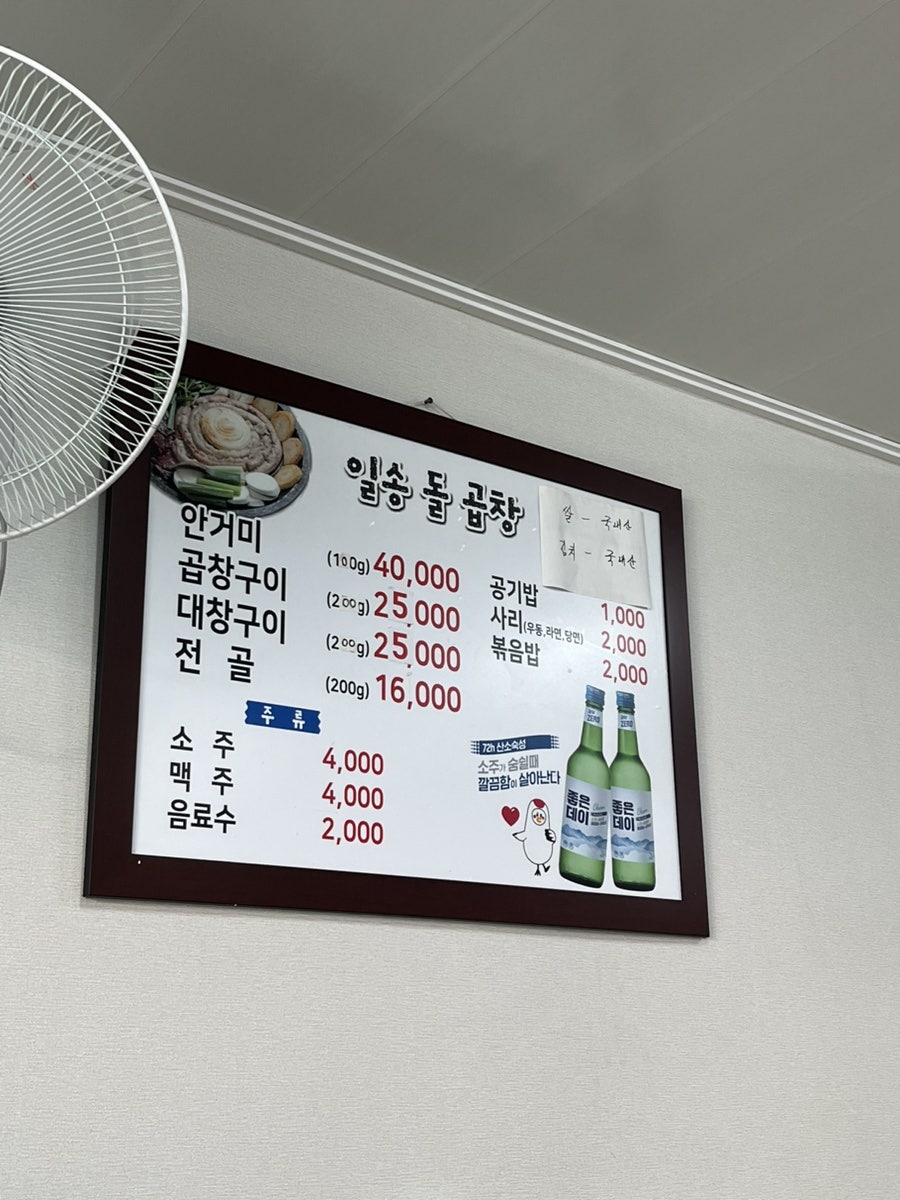 일송 돌 곱창
쌀 - 국내산
김치 - 국내산
안거미 (100g) 40,000
곱창구이 (200g) 25,000
대창구이 (200g) 25,000
전 골 (200g) 16,000
공기밥 1,000
사리(우동,라면,당면) 2,000
볶음밥 2,000
주 류
소 주 4,000
맥 주 4,000
음료수 2,000
72h 산소숙성
소주가 숨쉴때
깔끔함이 살아난다
ZERO
좋은
데이
ZERO
좋은
데이